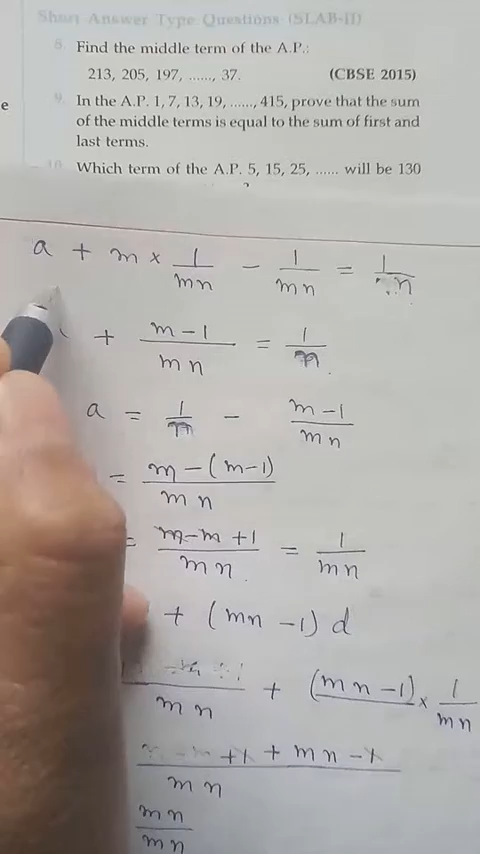 Short Answer Type Questions (SLAB-II)
8. Find the middle term of the A.P.:
213, 205, 197, ......, 37. (CBSE 2015)
e
9. In the A.P. 1, 7, 13, 19, ......, 415, prove that the sum
of the middle terms is equal to the sum of first and
last terms.
10. Which term of the A.P. 5, 15, 25, ...... will be 130
a + m × 1/mn - 1/mn = 1/n
+ m-1/mn = 1/n
a = 1/n - m-1/mn
= m-(m-1)/mn
= m-m+1/mn = 1/mn
+ (mn-1)d
/mn + (mn-1) × 1/mn
+1 + mn-1/mn
mn/mn